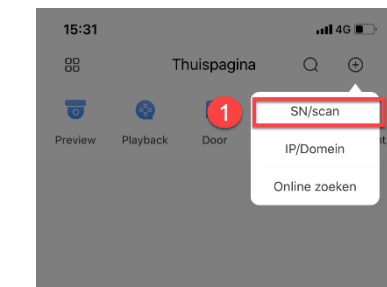 15:31
4G
Thuispagina
SN/scan
1
Preview
Playback
Door
IP/Domein
Online zoeken